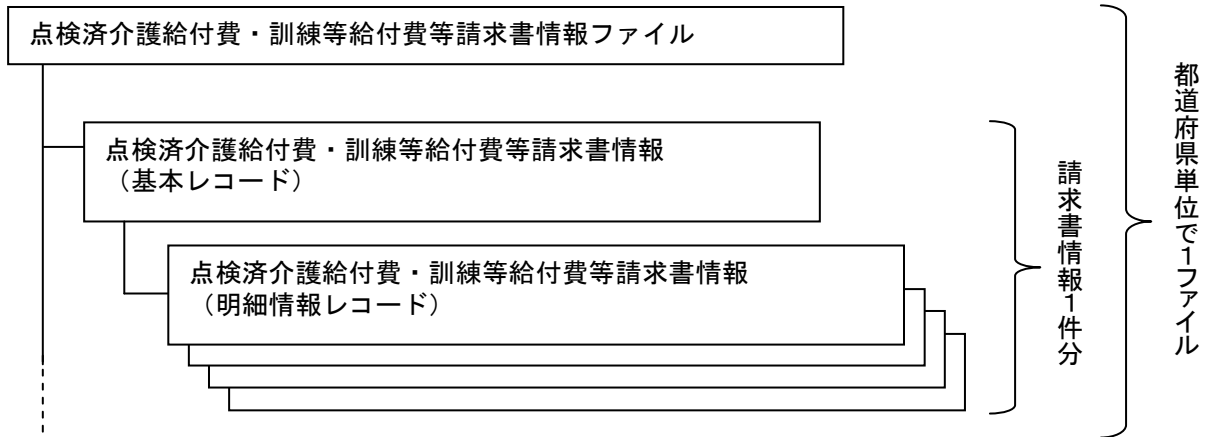 点検済介護給付費・訓練等給付費等請求書情報ファイル
点検済介護給付費・訓練等給付費等請求書情報
（基本レコード）
点検済介護給付費・訓練等給付費等請求書情報
（明細情報レコード）
請求書情報１件分
都道府県単位で１ファイル